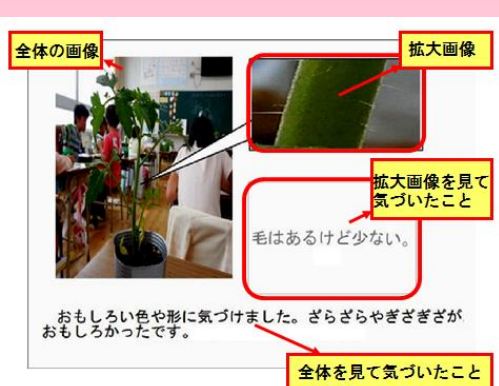 全体の画像
拡大画像
拡大画像を見て
気づいたこと
毛はあるけど少ない。
おもしろい色や形に気づけました。ざらざらやぎざぎざが
おもしろかったです。
全体を見て気づいたこと